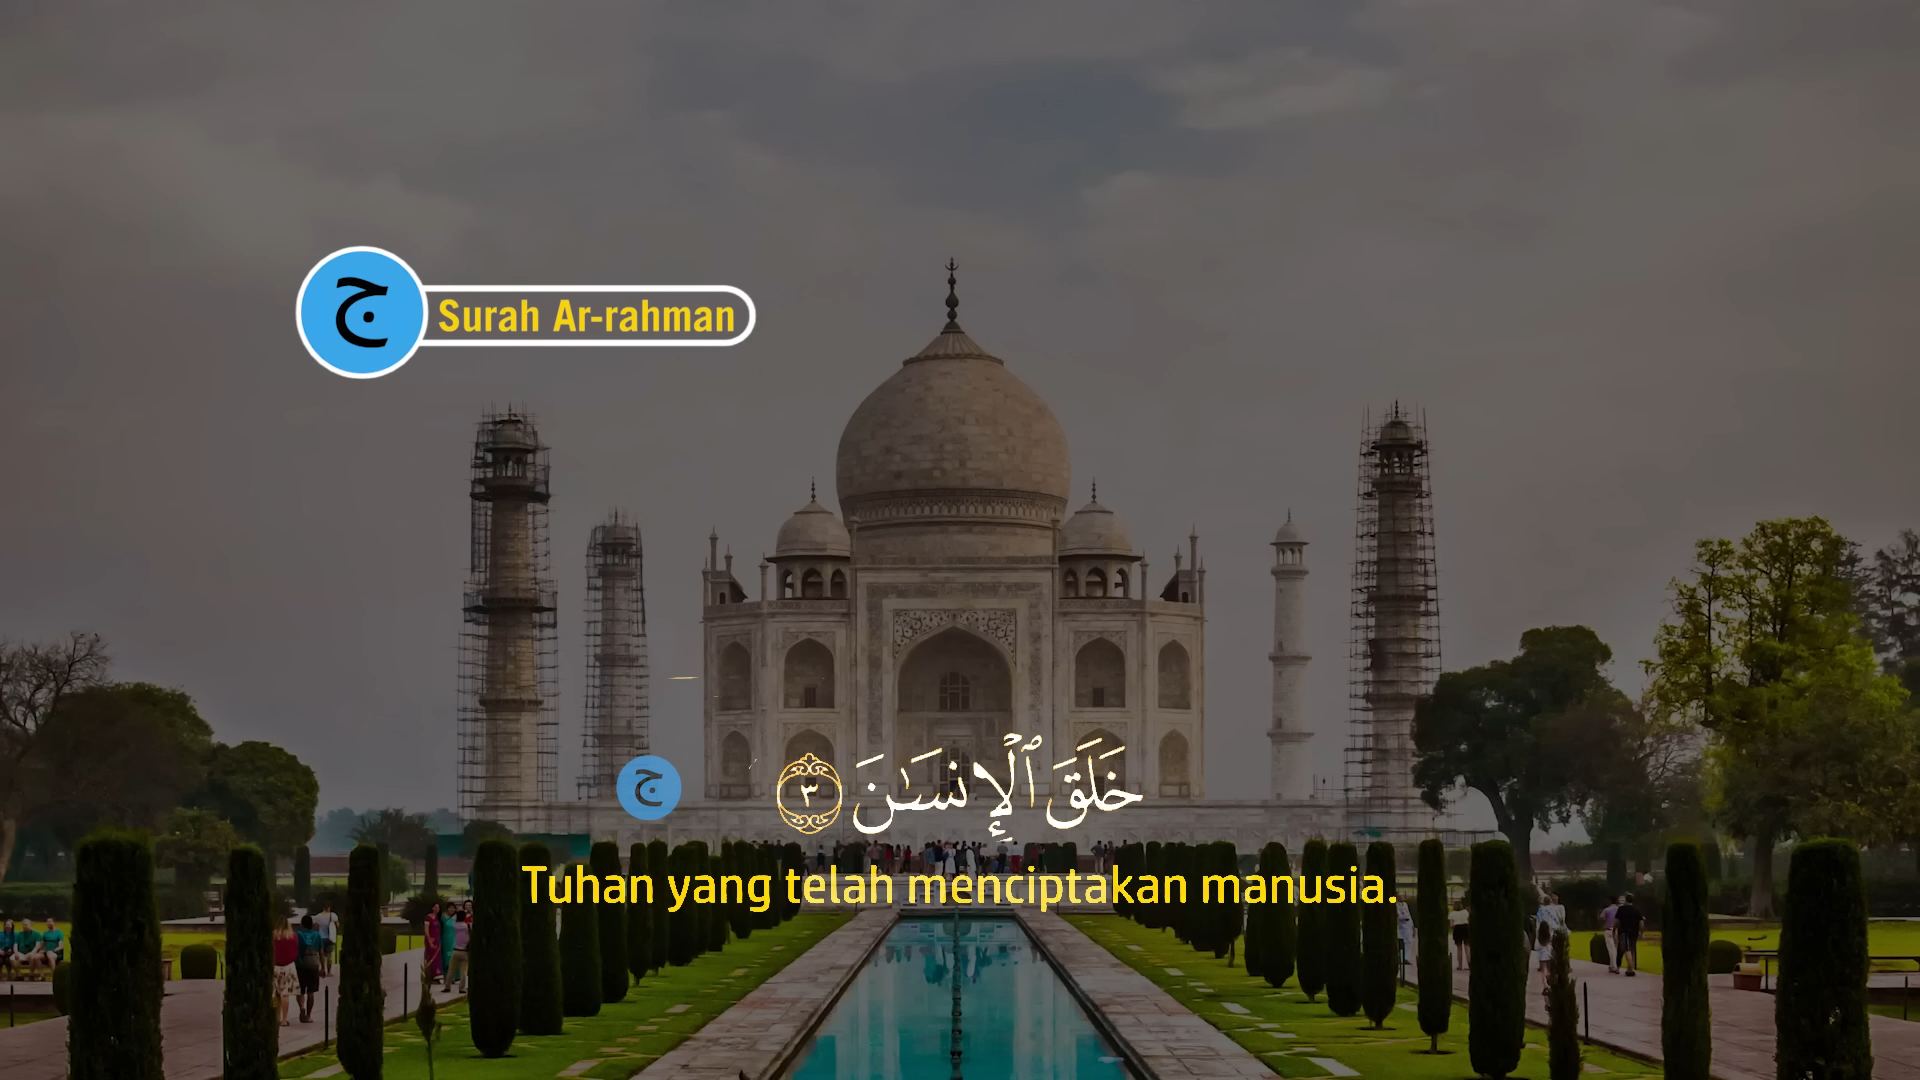 ج
Surah Ar-rahman
ج
خَلَقَ ٱلْإِنسَـٰنَ ٣
Tuhan yang telah menciptakan manusia.